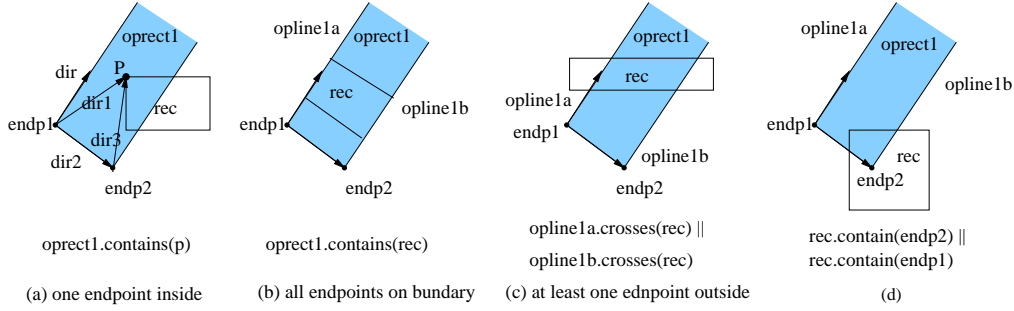 oprect1
P
dir
dir1
rec
endp1
dir3
dir2
endp2
oprect1.contains(p)
(a) one endpoint inside
opline1a
oprect1
rec
opline1b
endp1
endp2
oprect1.contains(rec)
(b) all endpoints on bundary
oprect1
rec
opline1a
endp1
opline1b
endp2
opline1a.crosses(rec) ||
opline1b.crosses(rec)
(c) at least one ednpoint outside
opline1a
oprect1
opline1b
endp1
rec
endp2
rec.contain(endp2) ||
rec.contain(endp1)
(d)